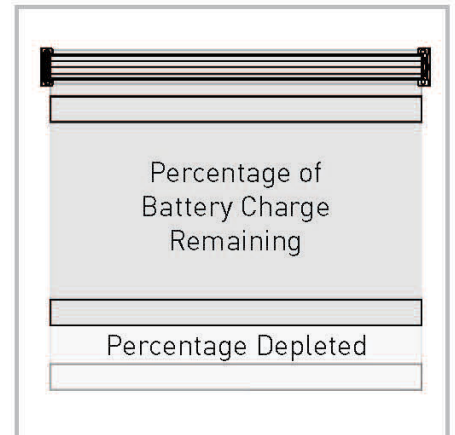 Percentage of
Battery Charge
Remaining
Percentage Depleted